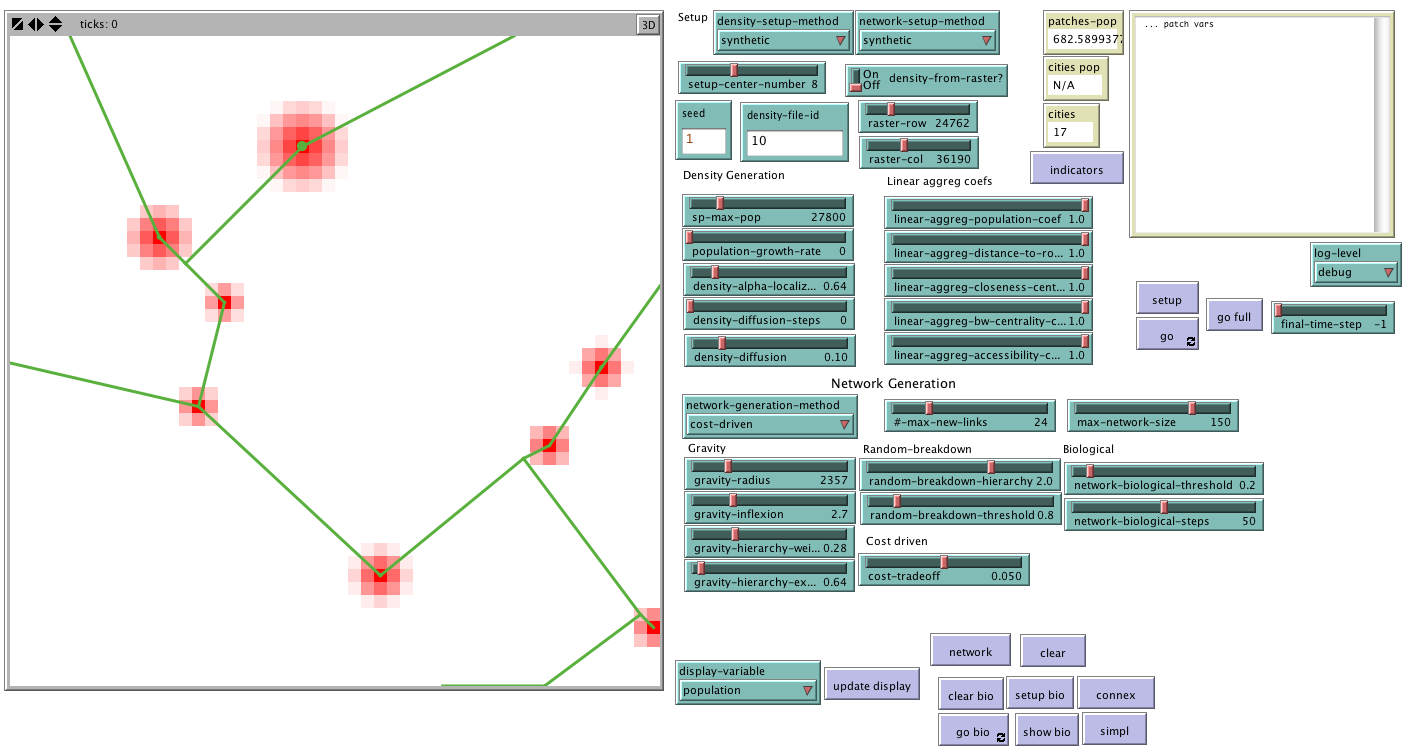 ticks: 0
3D
Setup
density-setup-method
synthetic
network-setup-method
synthetic
setup-center-number 8
On
Off
density-from-raster?
seed
1
density-file-id
10
raster-row 24762
raster-col 36190
patches-pop
682.5899377
cities pop
N/A
cities
17
indicators
... patch vars
log-level
debug
setup
go
go full
final-time-step -1
Density Generation
sp-max-pop 27800
population-growth-rate 0
density-alpha-localiz... 0.64
density-diffusion-steps 0
density-diffusion 0.10
Linear aggreg coefs
linear-aggreg-population-coef 1.0
linear-aggreg-distance-to-ro... 1.0
linear-aggreg-closeness-cent... 1.0
linear-aggreg-bw-centrality-c... 1.0
linear-aggreg-accessibility-c... 1.0
Network Generation
network-generation-method
cost-driven
#-max-new-links 24
max-network-size 150
Gravity
gravity-radius 2357
gravity-inflexion 2.7
gravity-hierarchy-wei... 0.28
gravity-hierarchy-ex... 0.64
Random-breakdown
random-breakdown-hierarchy 2.0
random-breakdown-threshold 0.8
Biological
network-biological-threshold 0.2
network-biological-steps 50
Cost driven
cost-tradeoff 0.050
display-variable
population
update display
network
clear
clear bio
setup bio
connex
go bio
show bio
simpl